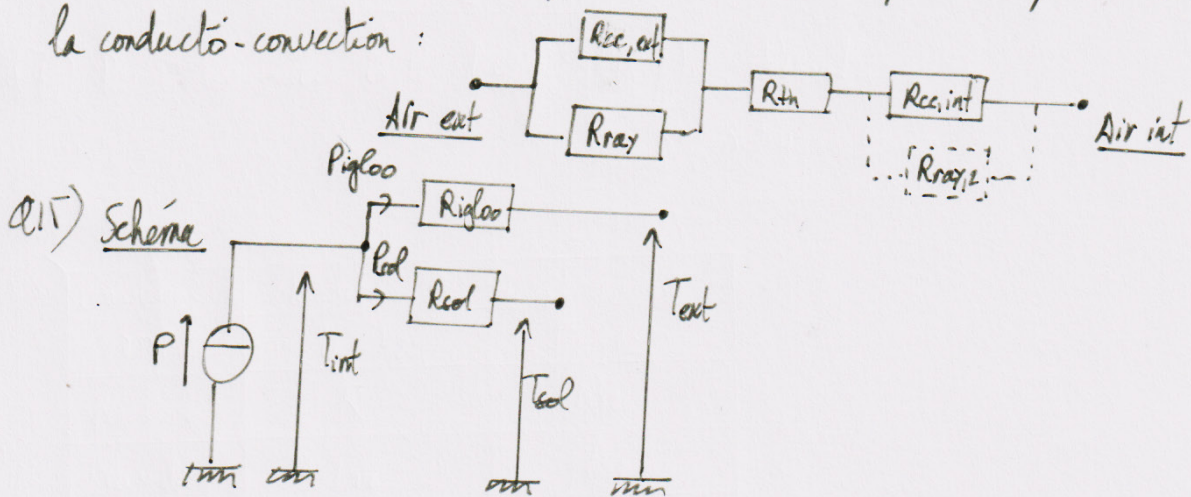 la conducto-convection :
Rcc,ext
Air ext
Rray
Rth
Rcc,int
Air int
Rray,2
Q15) Schéma
Pigloo
Rigloo
Psol
Rsol
P
Tint
Tsol
Text